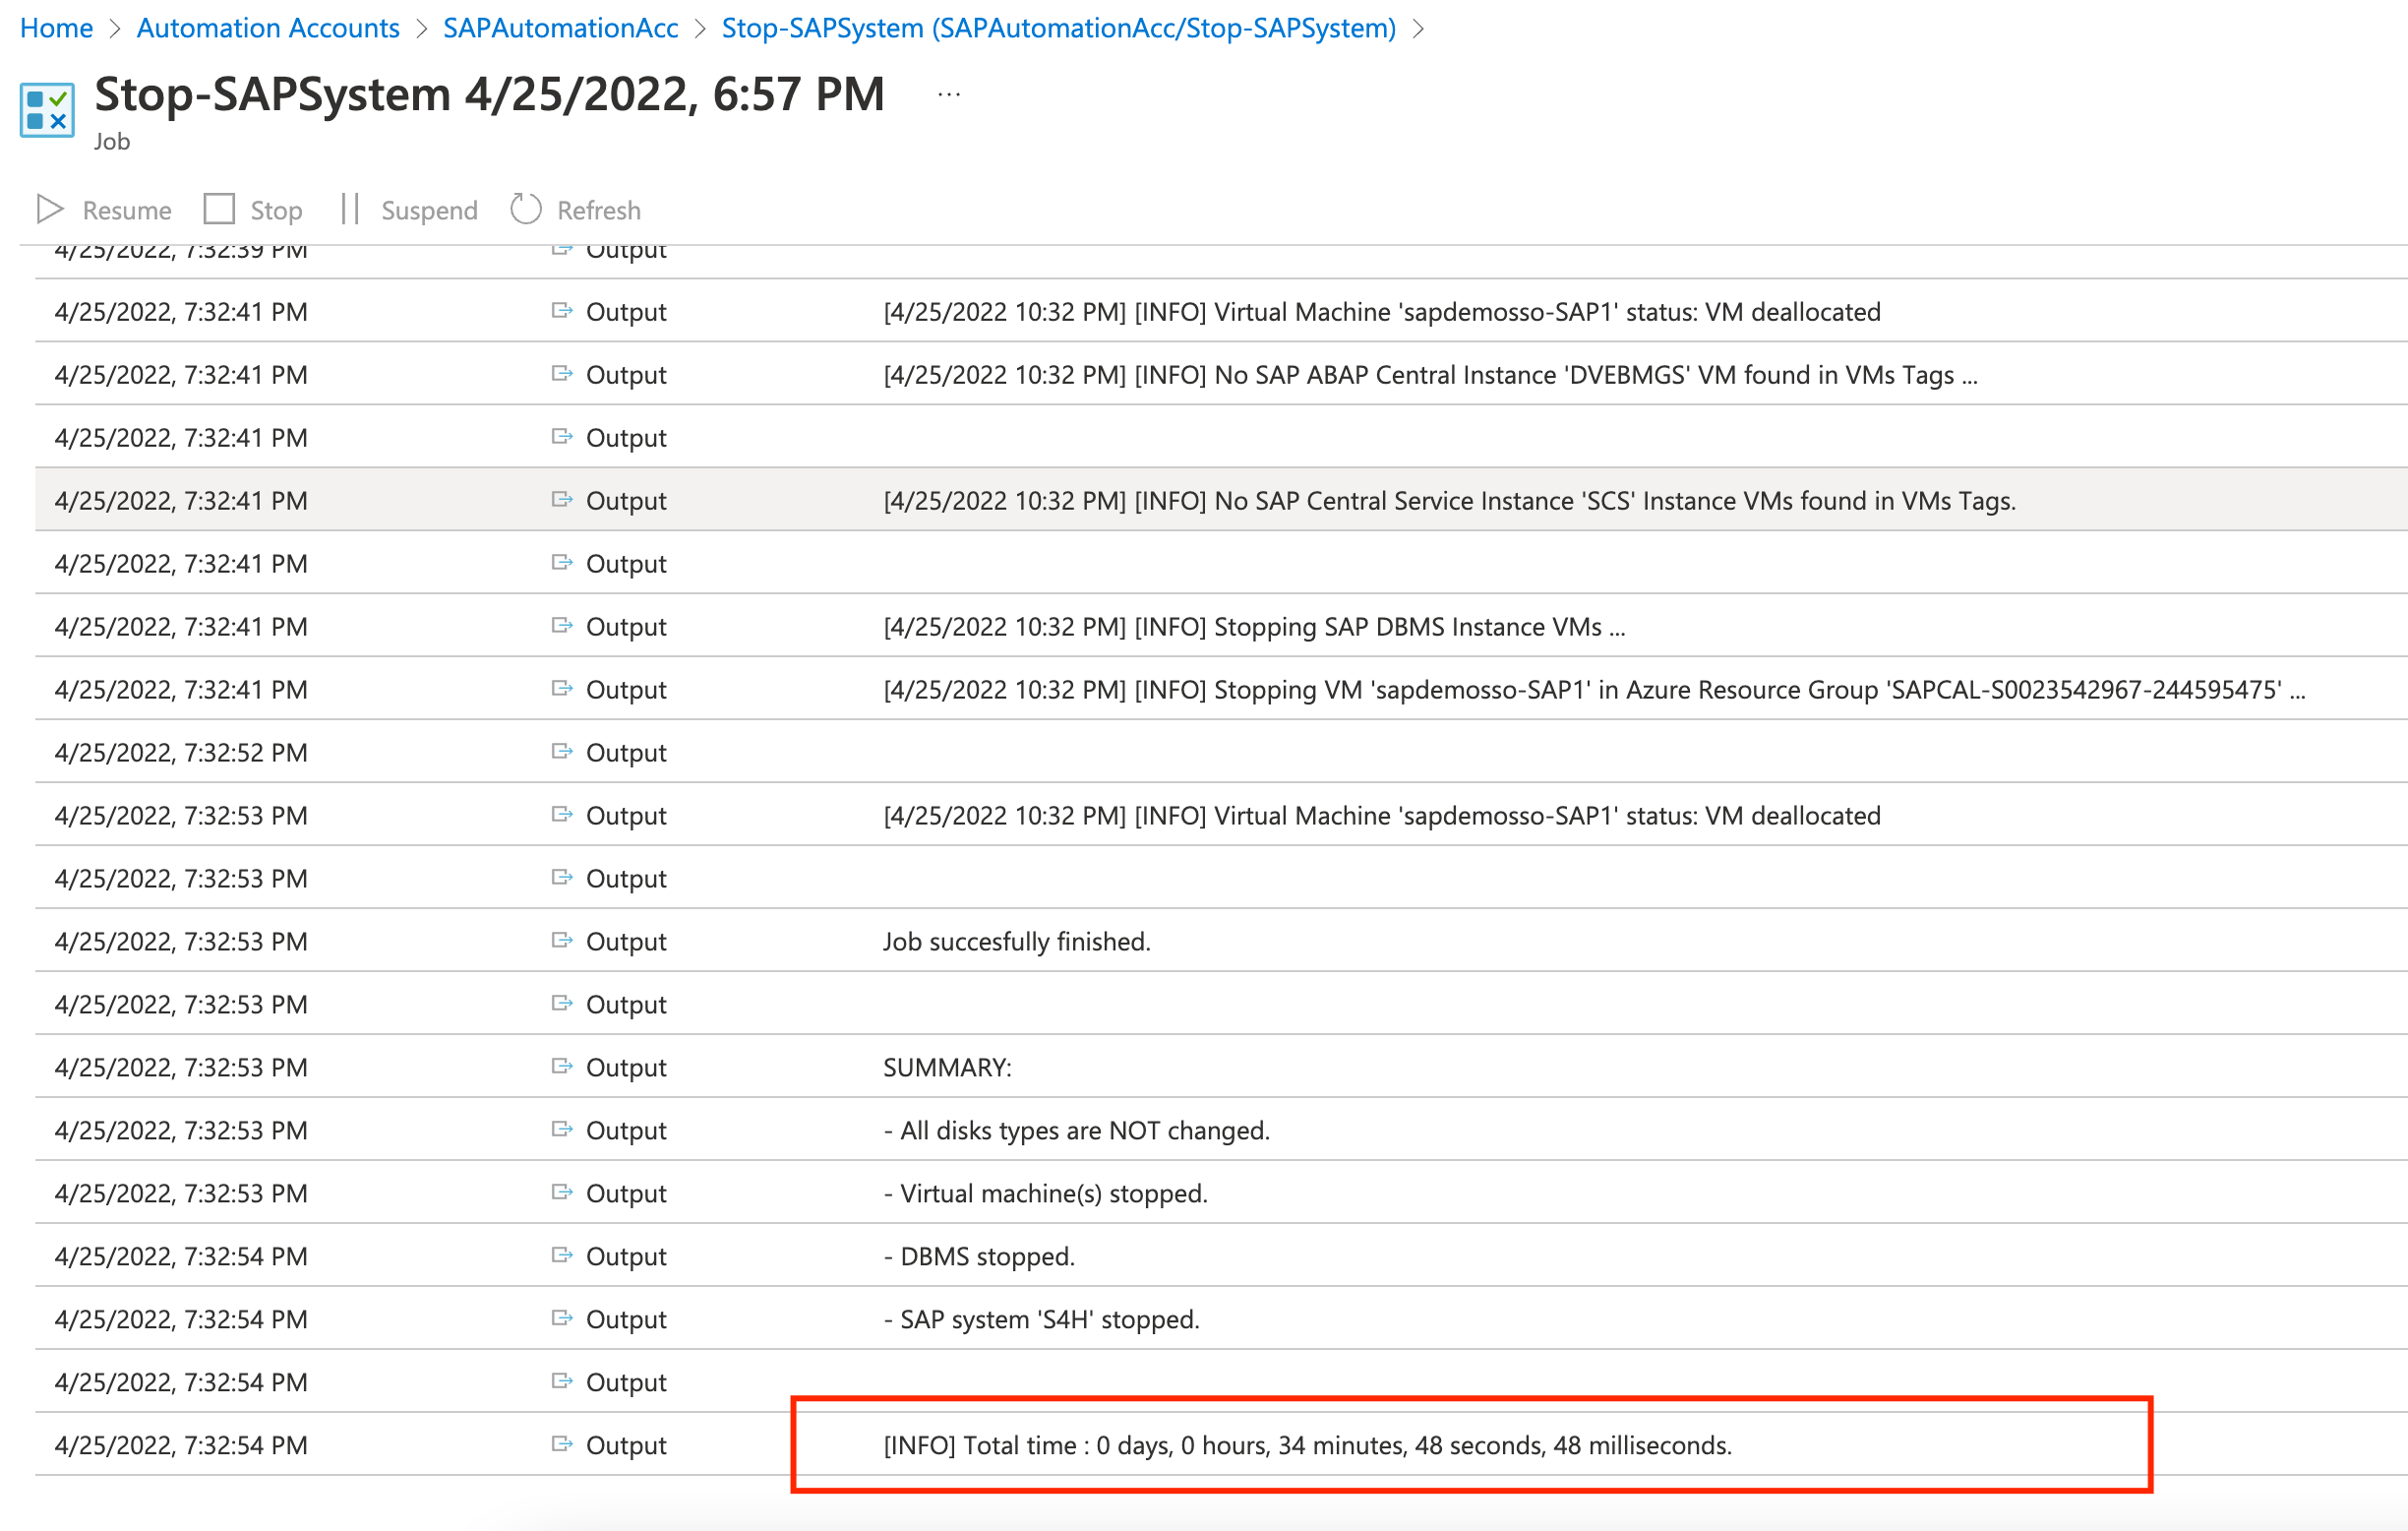 Home > Automation Accounts > SAPAutomationAcc > Stop-SAPSystem (SAPAutomationAcc/Stop-SAPSystem) >
Stop-SAPSystem 4/25/2022, 6:57 PM ...
Job
Resume Stop Suspend Refresh
4/25/2022, 7:32:39 PM Output
4/25/2022, 7:32:41 PM Output [4/25/2022 10:32 PM] [INFO] Virtual Machine 'sapdemosso-SAP1' status: VM deallocated
4/25/2022, 7:32:41 PM Output [4/25/2022 10:32 PM] [INFO] No SAP ABAP Central Instance 'DVEBMGS' VM found in VMs Tags ...
4/25/2022, 7:32:41 PM Output
4/25/2022, 7:32:41 PM Output [4/25/2022 10:32 PM] [INFO] No SAP Central Service Instance 'SCS' Instance VMs found in VMs Tags.
4/25/2022, 7:32:41 PM Output
4/25/2022, 7:32:41 PM Output [4/25/2022 10:32 PM] [INFO] Stopping SAP DBMS Instance VMs ...
4/25/2022, 7:32:41 PM Output [4/25/2022 10:32 PM] [INFO] Stopping VM 'sapdemosso-SAP1' in Azure Resource Group 'SAPCAL-S0023542967-244595475' ...
4/25/2022, 7:32:52 PM Output
4/25/2022, 7:32:53 PM Output [4/25/2022 10:32 PM] [INFO] Virtual Machine 'sapdemosso-SAP1' status: VM deallocated
4/25/2022, 7:32:53 PM Output
4/25/2022, 7:32:53 PM Output Job succesfully finished.
4/25/2022, 7:32:53 PM Output
4/25/2022, 7:32:53 PM Output SUMMARY:
4/25/2022, 7:32:53 PM Output - All disks types are NOT changed.
4/25/2022, 7:32:53 PM Output - Virtual machine(s) stopped.
4/25/2022, 7:32:54 PM Output - DBMS stopped.
4/25/2022, 7:32:54 PM Output - SAP system 'S4H' stopped.
4/25/2022, 7:32:54 PM Output
4/25/2022, 7:32:54 PM Output [INFO] Total time : 0 days, 0 hours, 34 minutes, 48 seconds, 48 milliseconds.